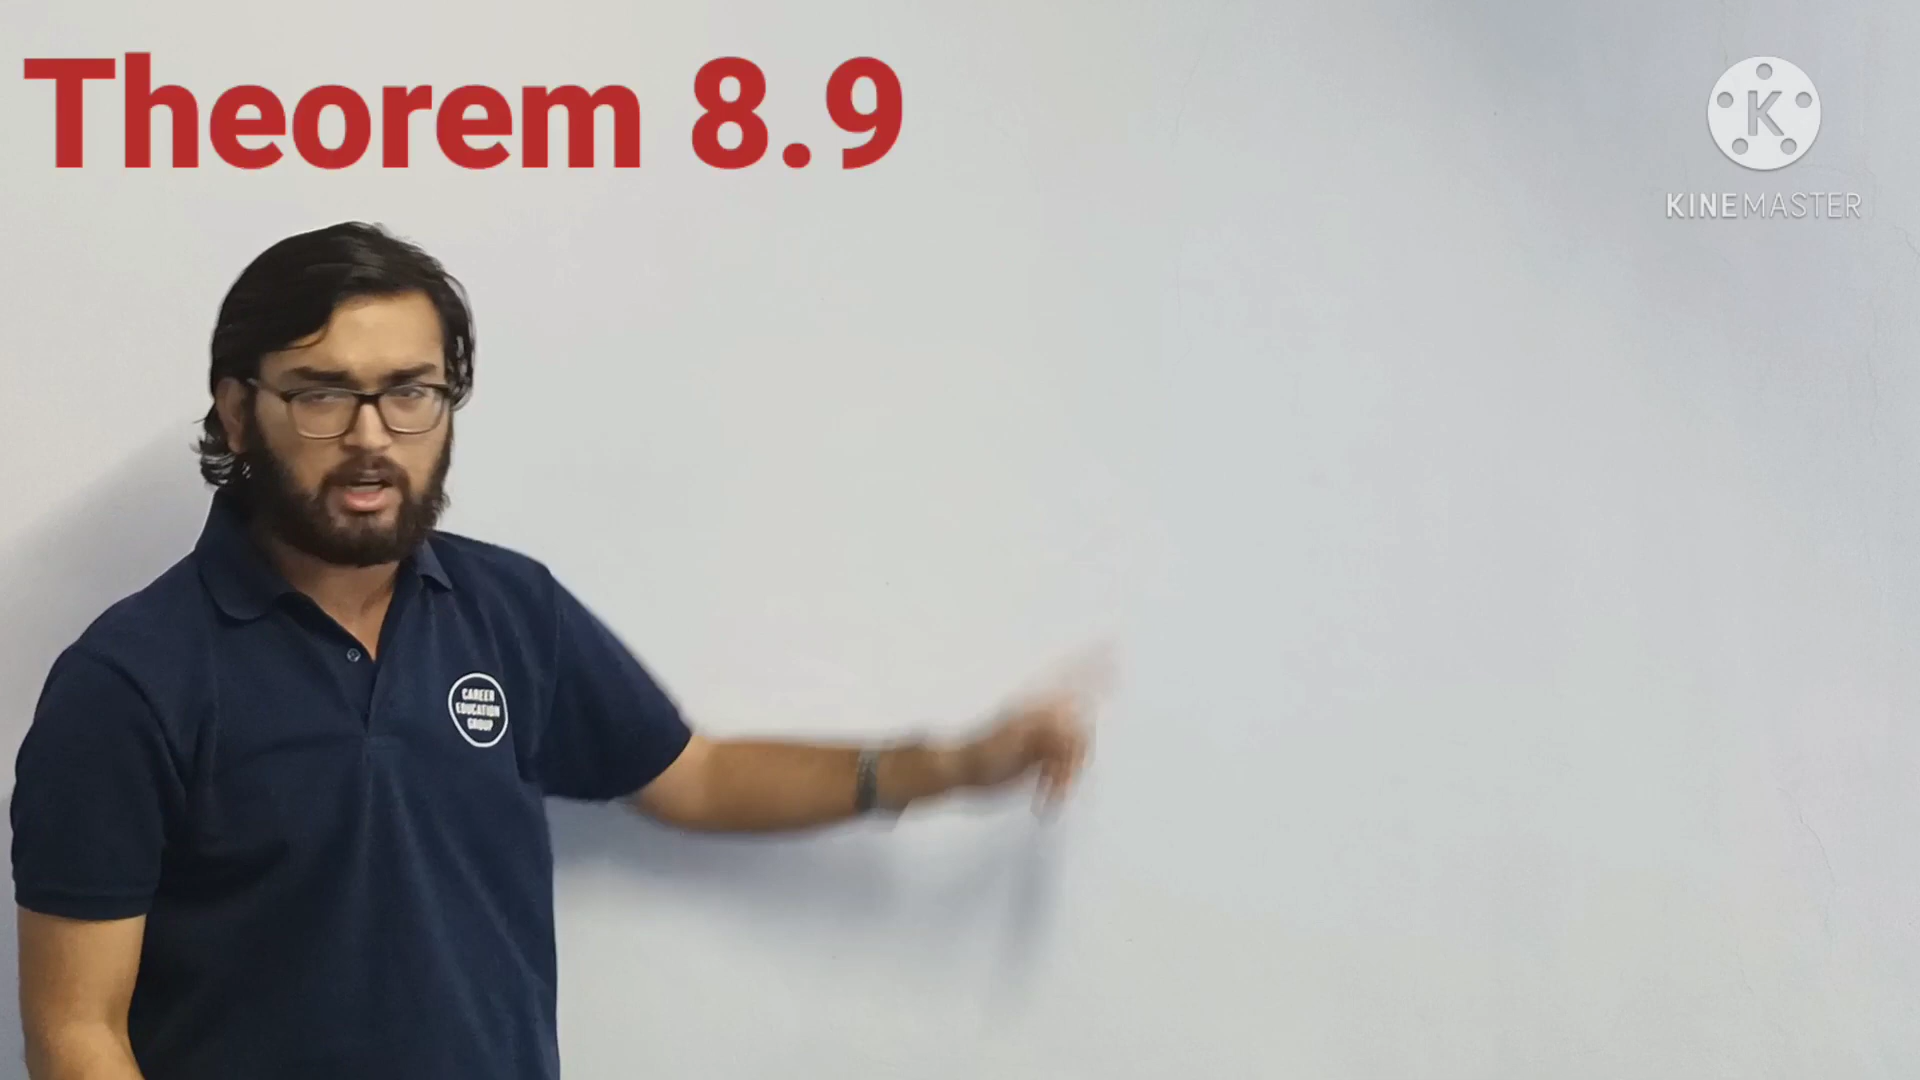 Theorem 8.9
KINEMASTER
CAREER
EDUCATION
GROUP